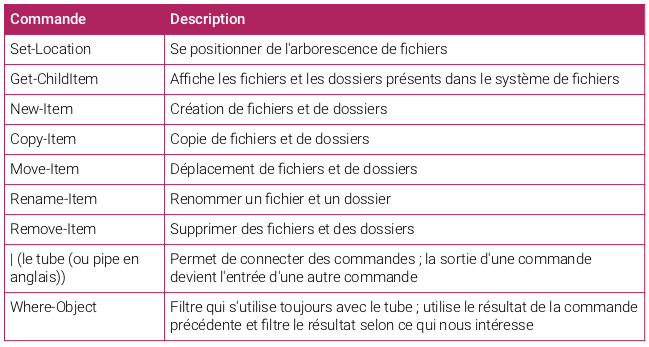 Commande Description
Set-Location Se positionner de l'arborescence de fichiers
Get-ChildItem Affiche les fichiers et les dossiers présents dans le système de fichiers
New-Item Création de fichiers et de dossiers
Copy-Item Copie de fichiers et de dossiers
Move-Item Déplacement de fichiers et de dossiers
Rename-Item Renommer un fichier et un dossier
Remove-Item Supprimer des fichiers et des dossiers
| (le tube (ou pipe en
anglais))
Permet de connecter des commandes ; la sortie d'une commande
devient l'entrée d'une autre commande
Where-Object Filtre qui s'utilise toujours avec le tube ; utilise le résultat de la commande
précédente et filtre le résultat selon ce qui nous intéresse